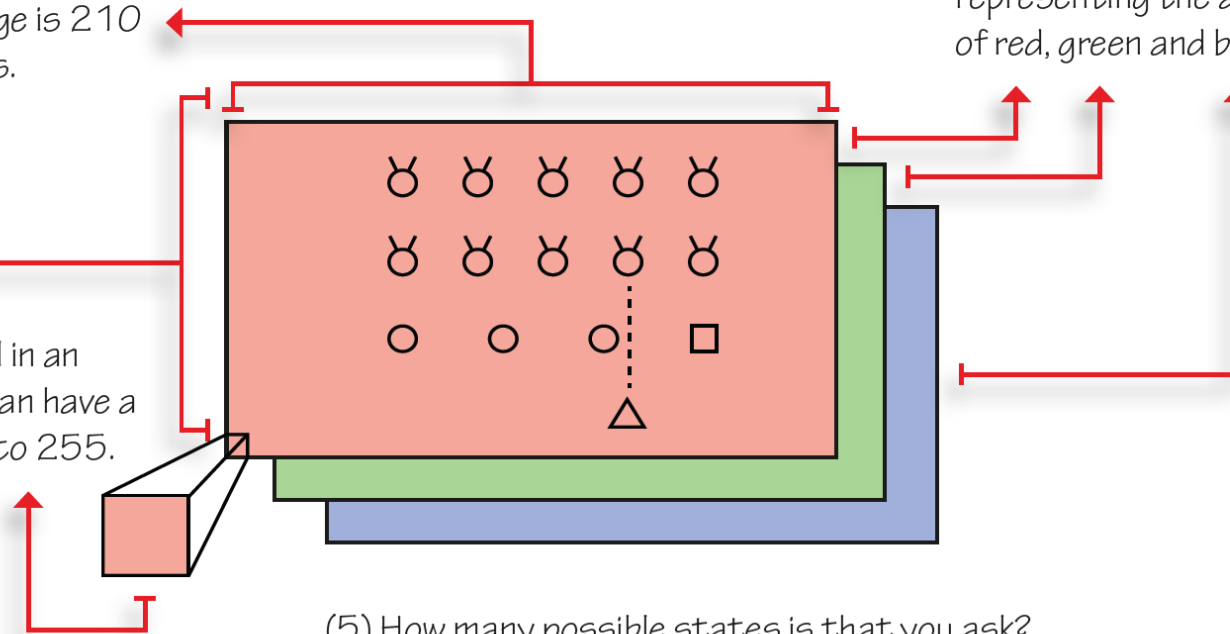 ge is 210
s.
representing the a
of red, green and b
l in an
an have a
to 255.
(5) How many possible states is that you ask?